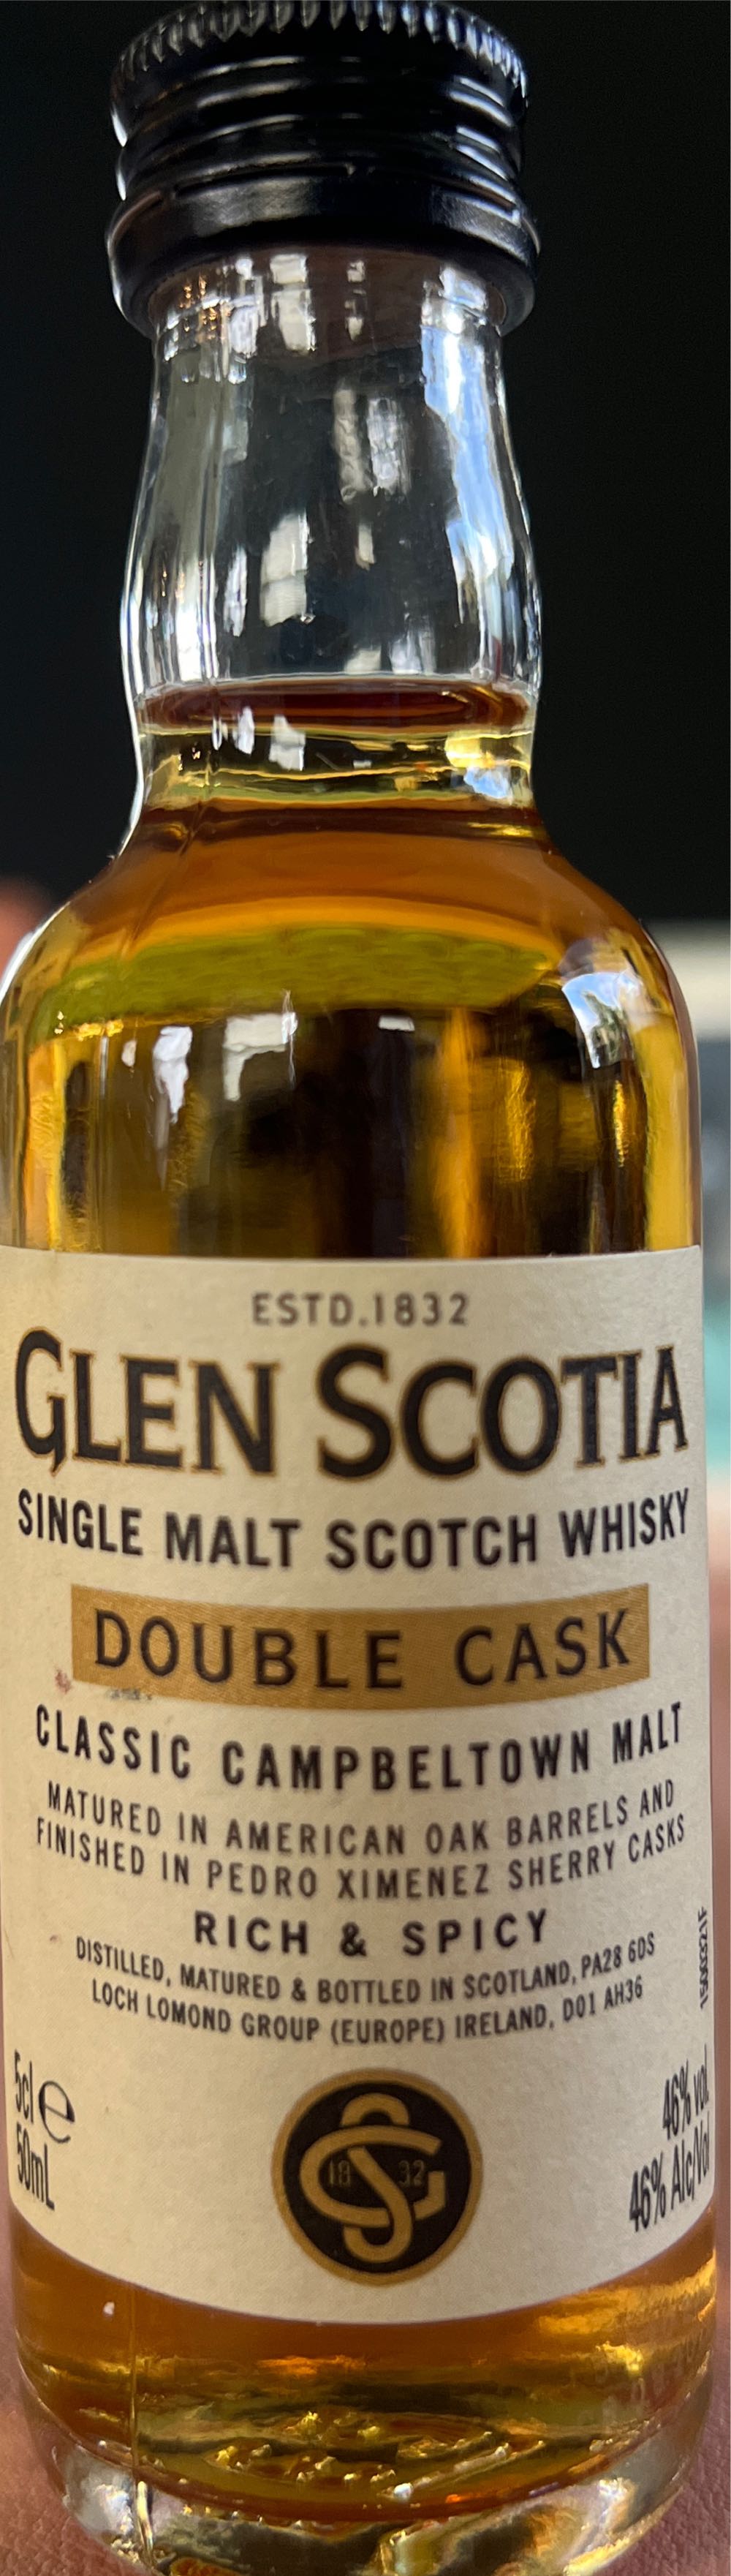 ESTD.1832
GLEN SCOTIA
SINGLE MALT SCOTCH WHISKY
DOUBLE CASK
CLASSIC CAMPBELTOWN MALT
MATURED IN AMERICAN OAK BARRELS AND
FINISHED IN PEDRO XIMENEZ SHERRY CASKS
RICH & SPICY
DISTILLED, MATURED & BOTTLED IN SCOTLAND, PA28 6DS
LOCH LOMOND GROUP (EUROPE) IRELAND, D01 AH36
5cl e
50mL
GS
18 32
46% vol
46% Alc/Vol